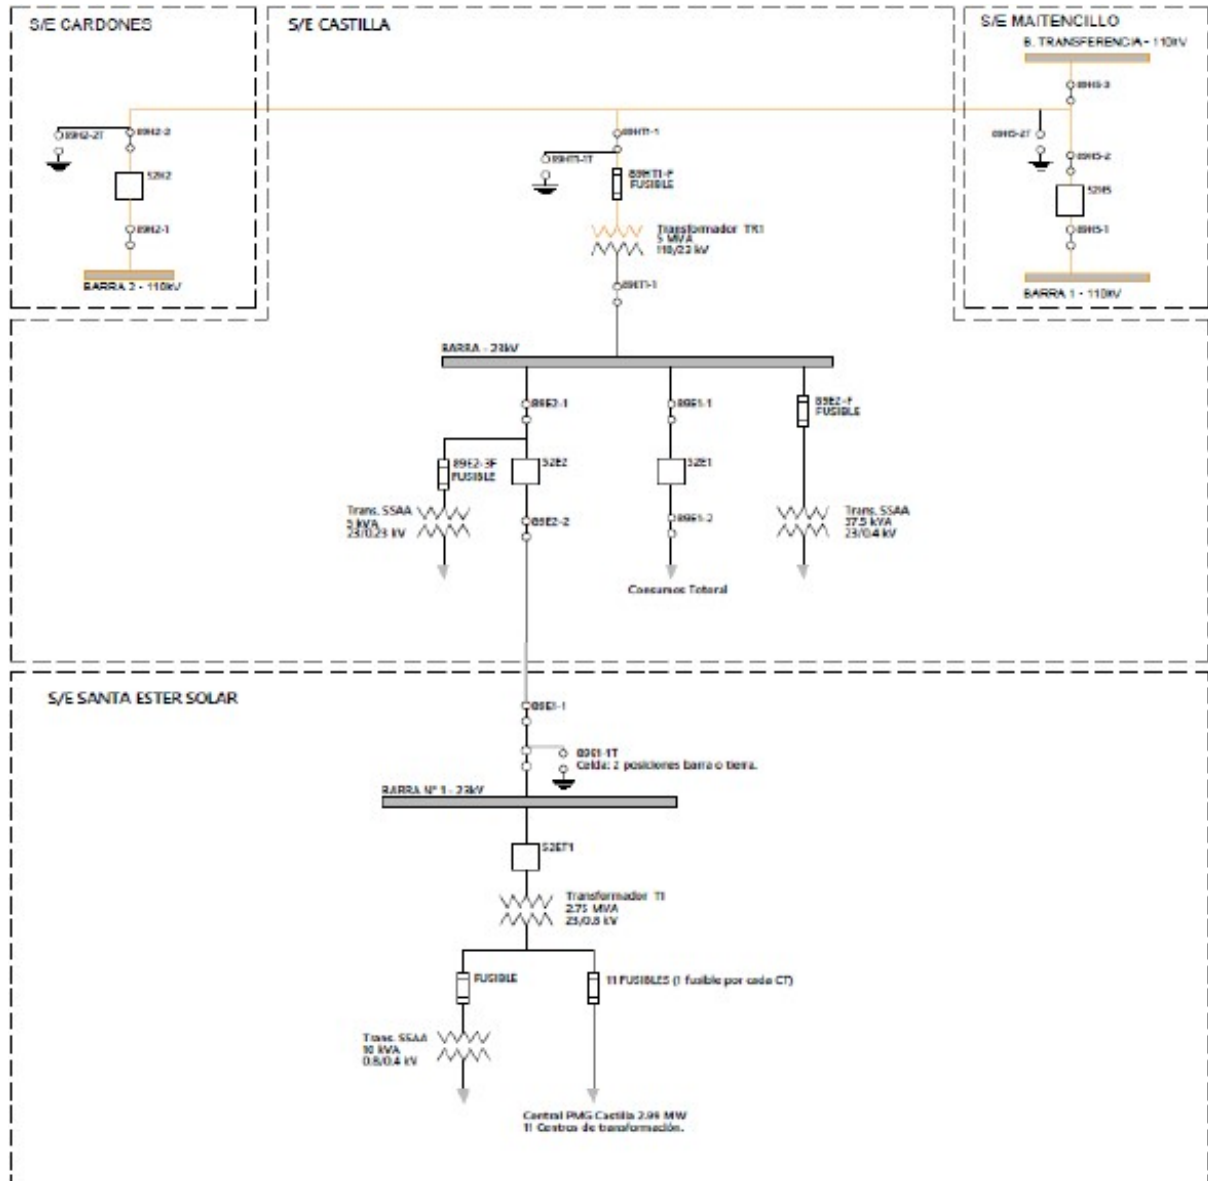 S/E CARDONES
S/E CASTILLA
S/E MAITENCILLO
B. TRANSFERENCIA - 110kV
89H5-3
89H2-2T
89H2-2
52H2
89H2-1
BARRA 2 - 110kV
89HT1-1
89HT1-1T
89HT1-F
FUSIBLE
Transformador TR1
5 MVA
110/23 kV
89ET1-1
89H5-2T
89H5-2
52H5
89H5-1
BARRA 1 - 110kV
BARRA - 23kV
89E2-1
89E2-3F
FUSIBLE
52E2
Trans. SSAA
5 kVA
23/0.23 kV
89E2-2
89E1-1
52E1
89E1-2
Consumos Totoral
89E2-F
FUSIBLE
Trans. SSAA
37.5 kVA
23/0.4 kV
S/E SANTA ESTER SOLAR
89E1-1
89E1-1T
Celda: 2 posiciones barra o tierra.
BARRA N° 1 - 23kV
52ET1
Transformador T1
2.75 MVA
23/0.8 kV
FUSIBLE
11 FUSIBLES (1 fusible por cada CT)
Trans. SSAA
10 kVA
0.8/0.4 kV
Central PMG Castilla 2.99 MW
11 Centros de transformación.